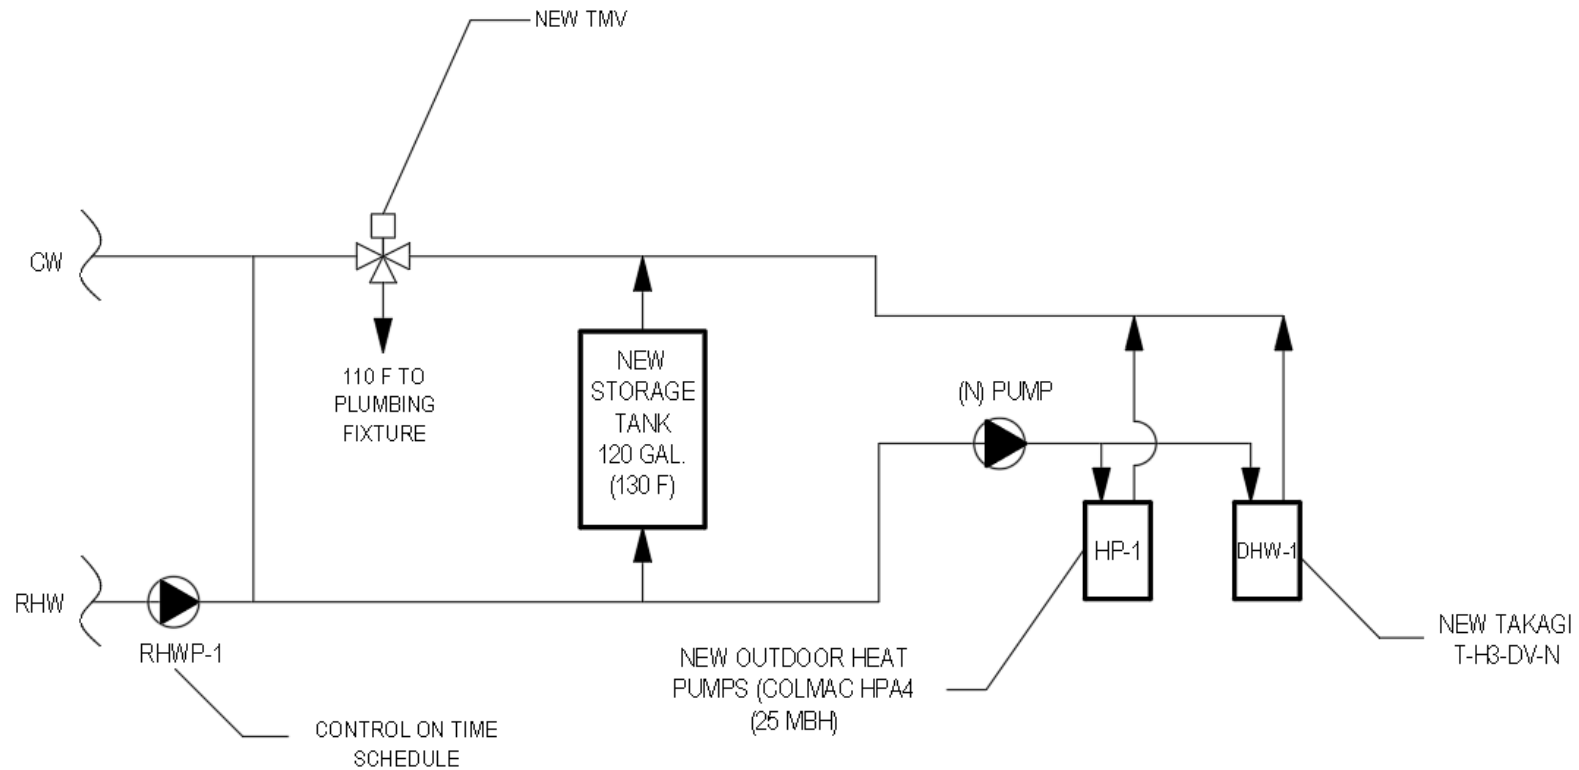 NEW TMV
CW
110 F TO
PLUMBING
FIXTURE
NEW
STORAGE
TANK
120 GAL.
(130 F)
(N) PUMP
HP-1
DHW-1
RHW
RHWP-1
NEW OUTDOOR HEAT
PUMPS (COLMAC HPA4
(25 MBH)
NEW TAKAGI
T-H3-DV-N
CONTROL ON TIME
SCHEDULE